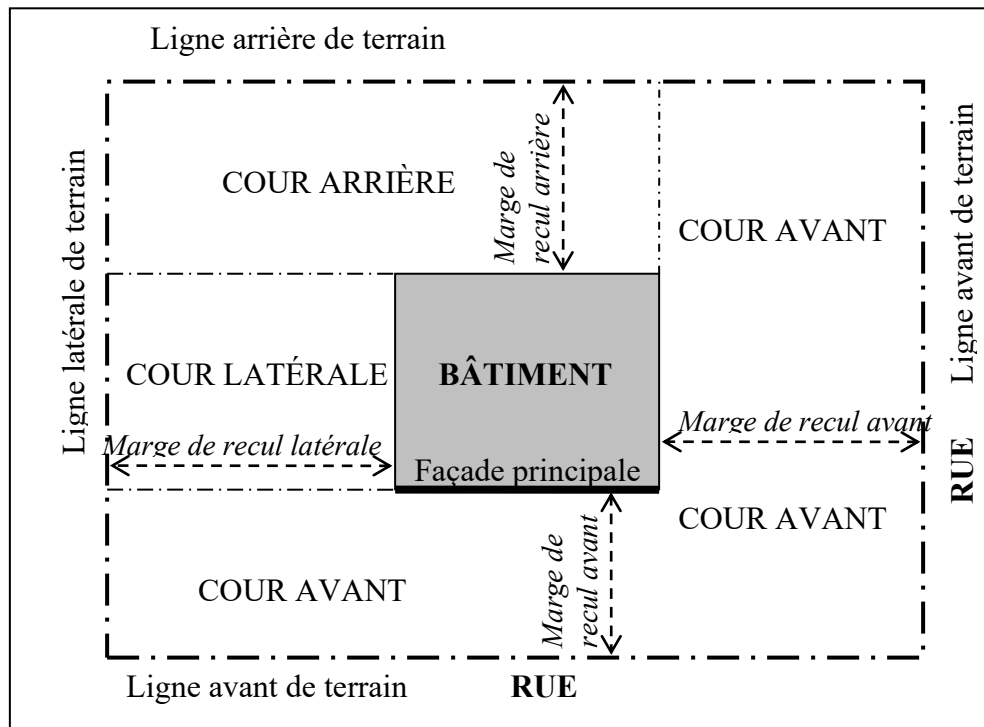 Ligne arrière de terrain
Ligne latérale de terrain
COUR ARRIÈRE
Marge de
recul arrière
COUR AVANT
Ligne avant de terrain
COUR LATÉRALE
BÂTIMENT
Marge de recul latérale
Marge de recul avant
Façade principale
RUE
COUR AVANT
COUR AVANT
Marge de
recul avant
Ligne avant de terrain
RUE